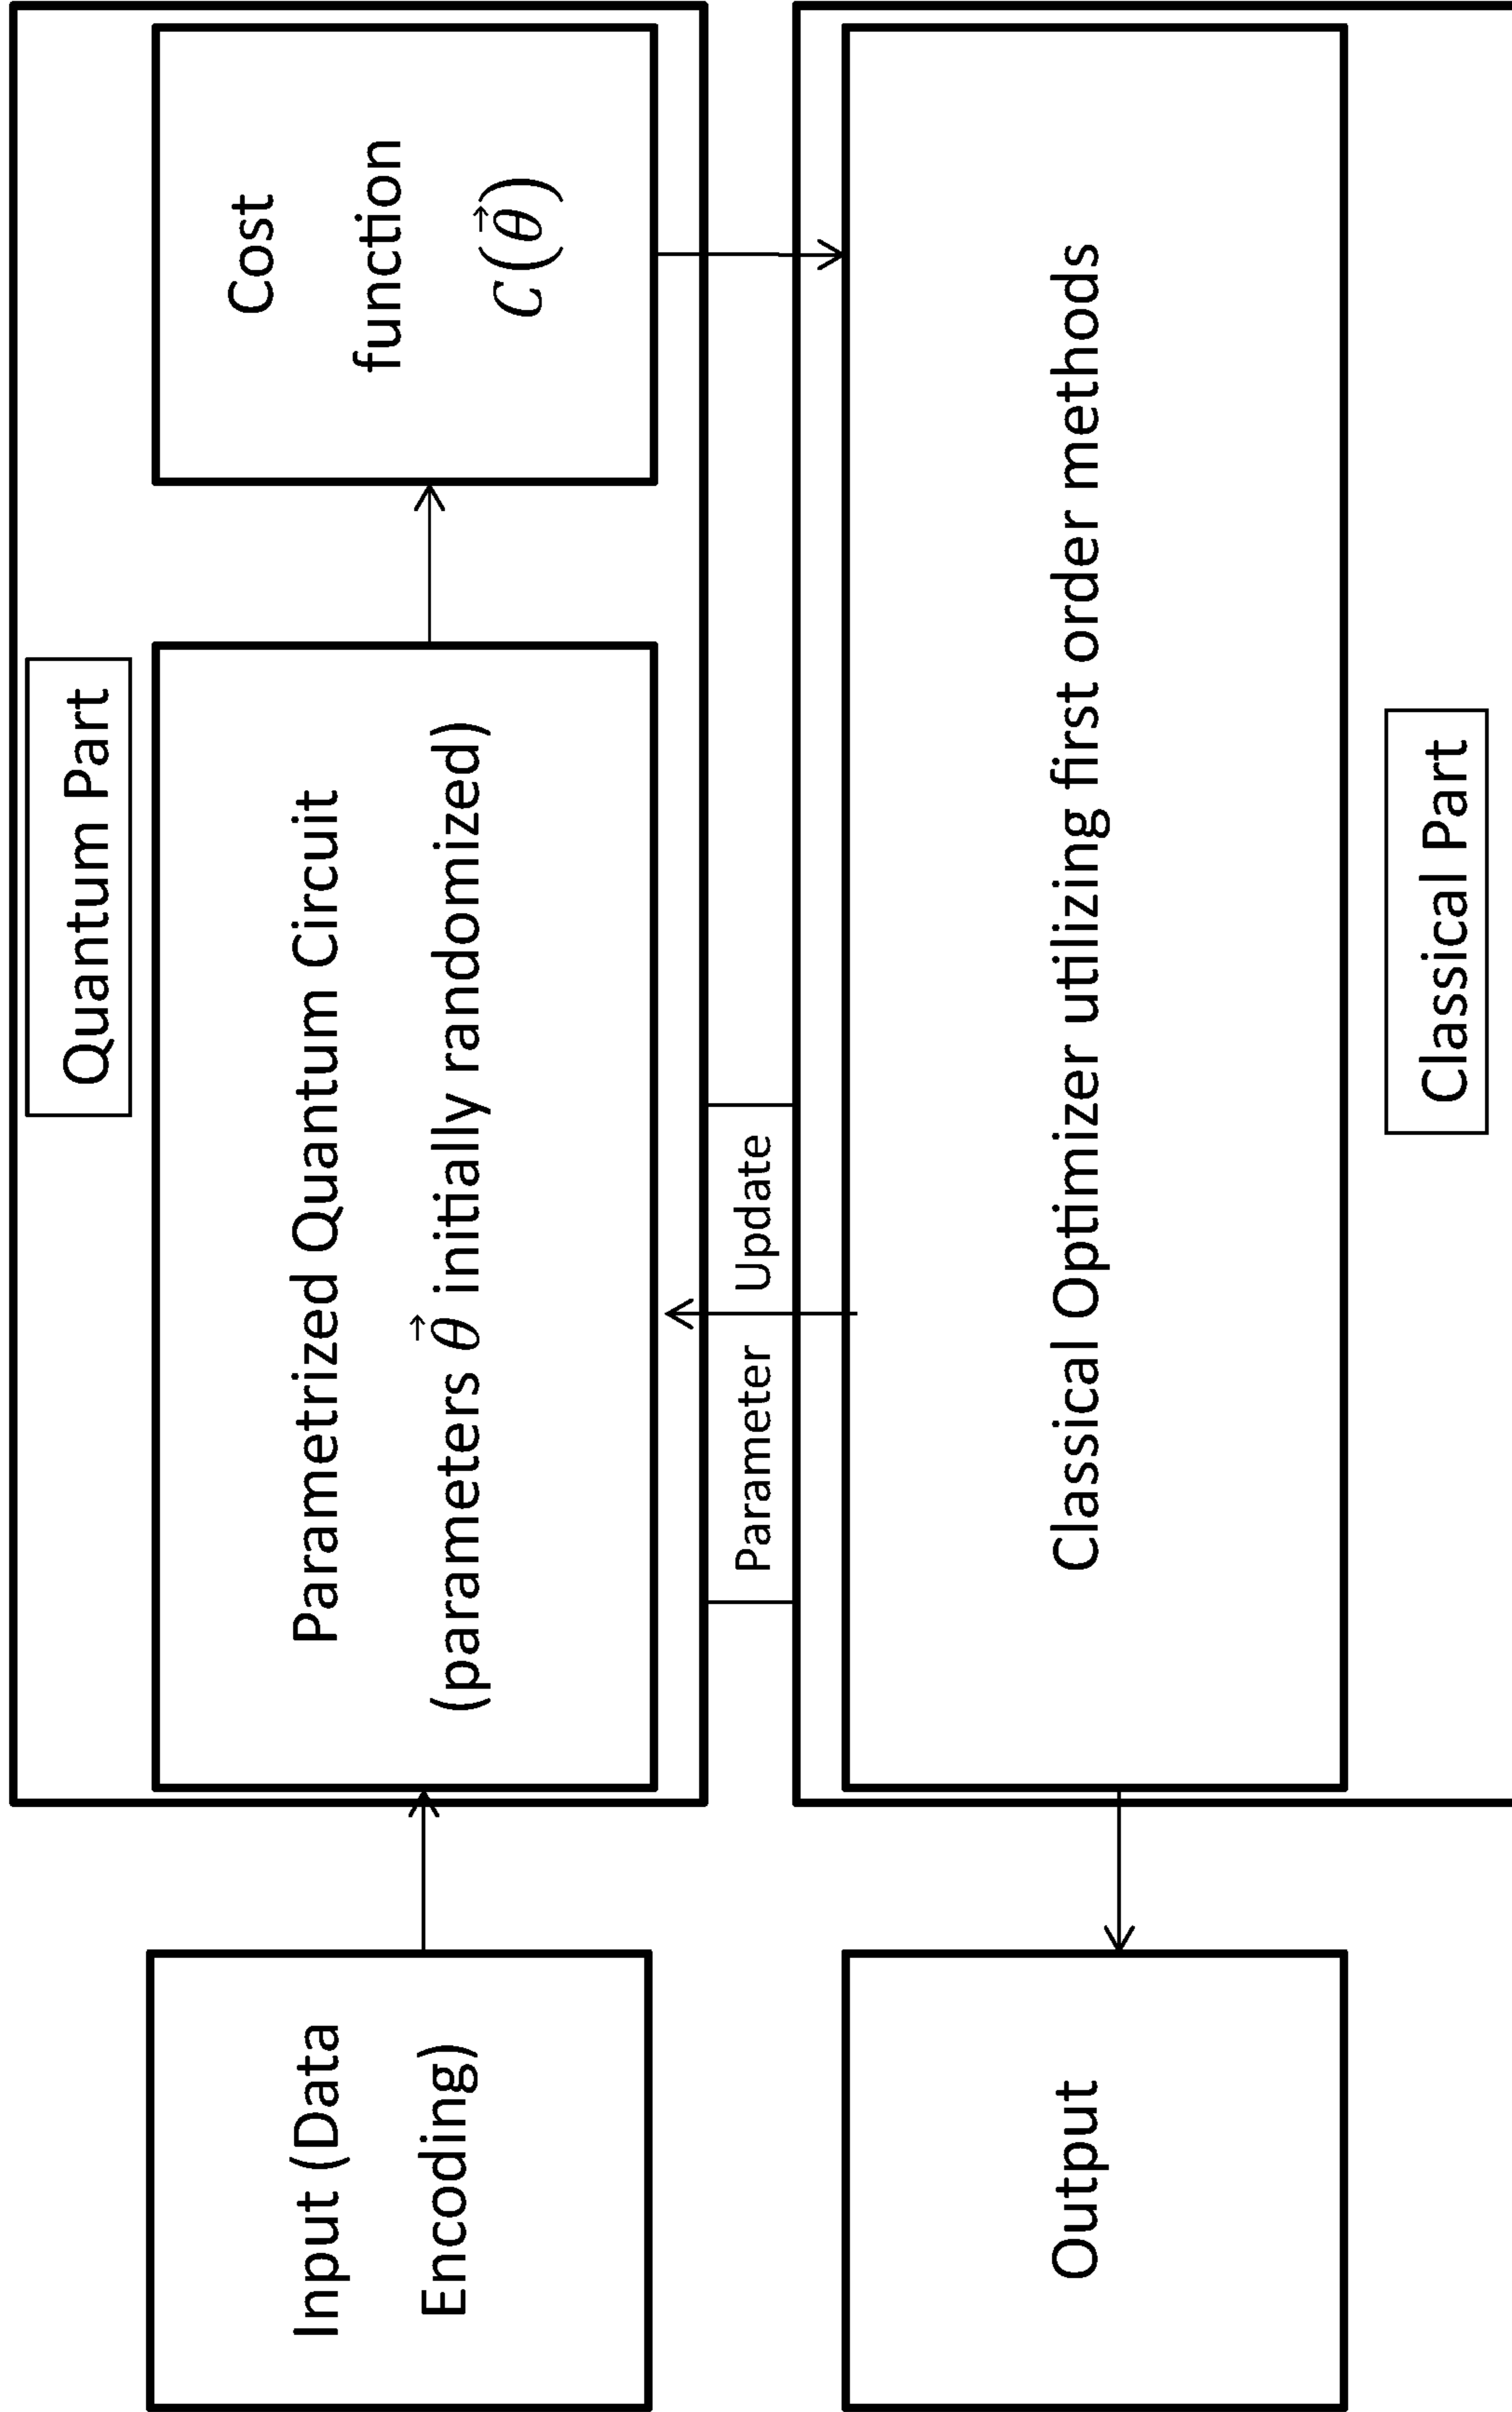 Quantum Part
Input (Data
Encoding)
Parametrized Quantum Circuit
(parameters θ⃗ initially randomized)
Cost
function
C(θ⃗)
Parameter Update
Output
Classical Optimizer utilizing first order methods
Classical Part